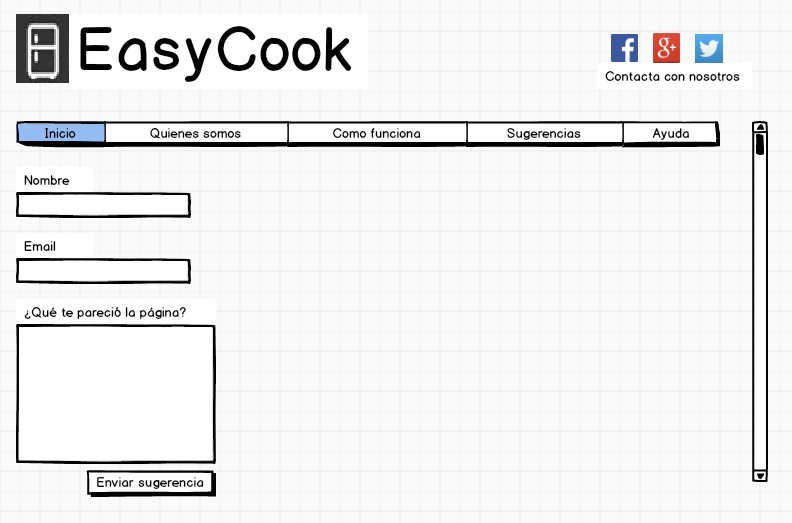 EasyCook
Contacta con nosotros
Inicio Quienes somos Como funciona Sugerencias Ayuda
Nombre
Email
¿Qué te pareció la página?
Enviar sugerencia